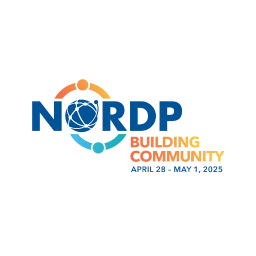 NORDP
BUILDING
COMMUNITY
APRIL 28 - MAY 1, 2025